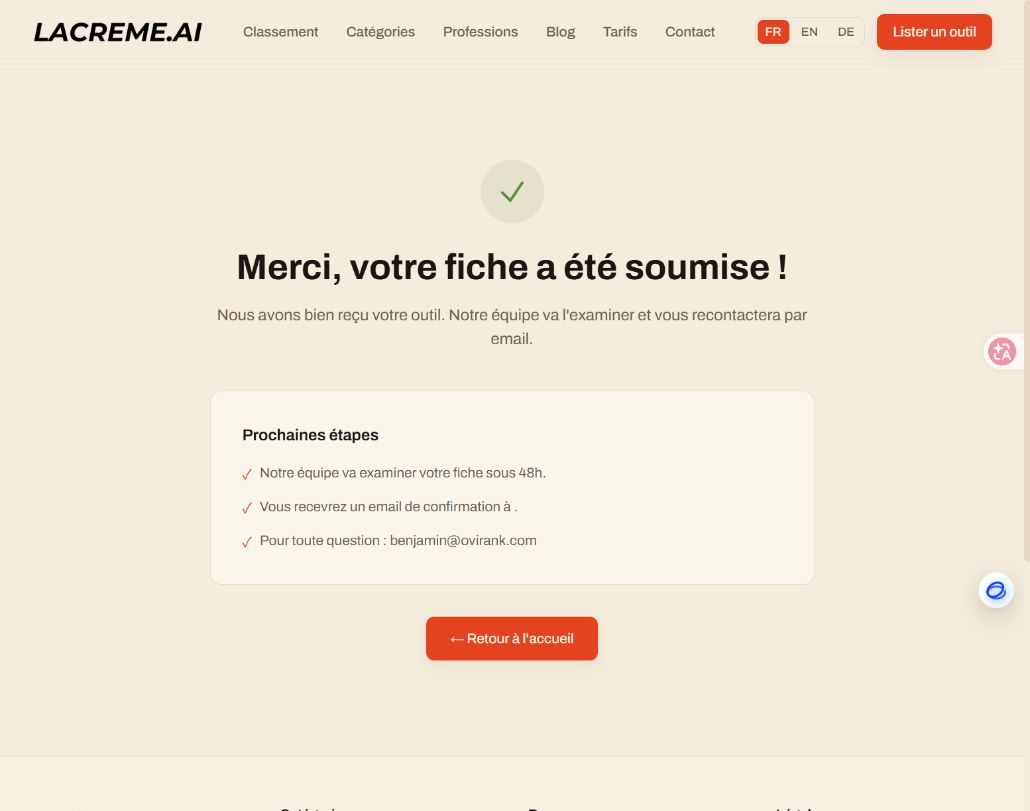 LACREME.AI
Classement
Catégories
Professions
Blog
Tarifs
Contact
FR
EN
DE
Lister un outil
Merci, votre fiche a été soumise !
Nous avons bien reçu votre outil. Notre équipe va l'examiner et vous recontactera par
email.
Prochaines étapes
✓ Notre équipe va examiner votre fiche sous 48h.
✓ Vous recevrez un email de confirmation à .
✓ Pour toute question : benjamin@ovirank.com
← Retour à l'accueil